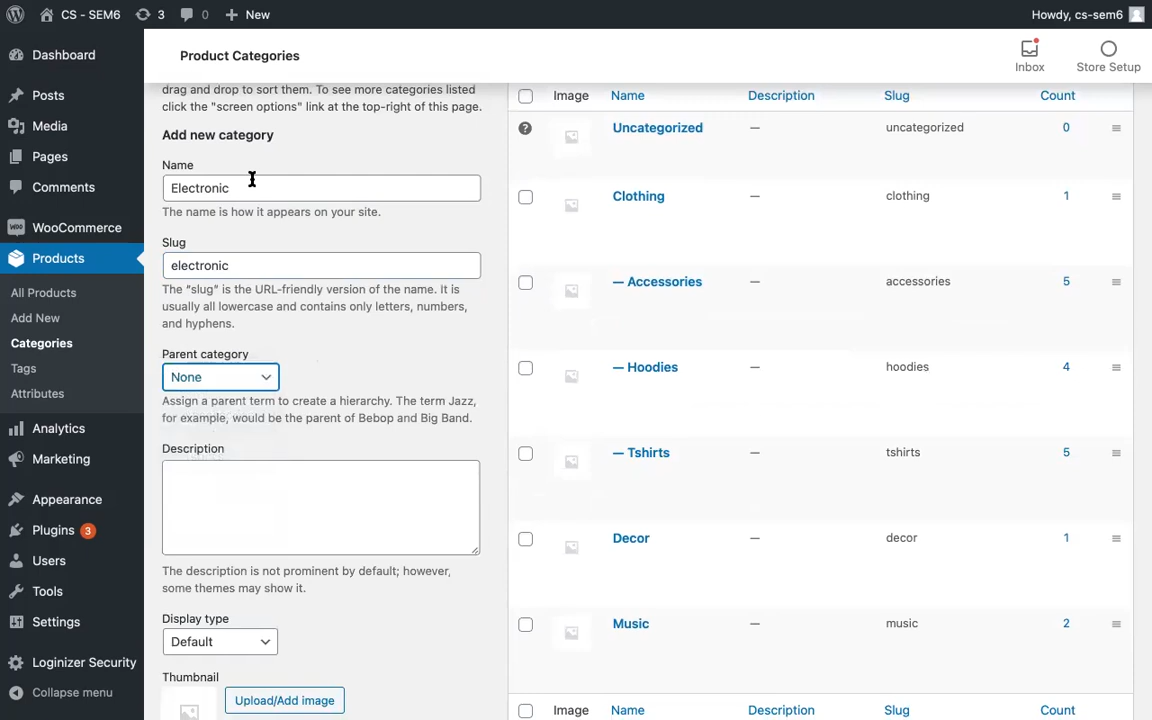 CS - SEM6
3
0
New
Howdy, cs-sem6
Dashboard
Posts
Media
Pages
Comments
WooCommerce
Products
All Products
Add New
Categories
Tags
Attributes
Analytics
Marketing
Appearance
Plugins 3
Users
Tools
Settings
Loginizer Security
Collapse menu
Product Categories
Inbox
Store Setup
drag and drop to sort them. To see more categories listed
click the "screen options" link at the top-right of this page.
Add new category
Name
Electronic
The name is how it appears on your site.
Slug
electronic
The “slug” is the URL-friendly version of the name. It is
usually all lowercase and contains only letters, numbers,
and hyphens.
Parent category
None
Assign a parent term to create a hierarchy. The term Jazz,
for example, would be the parent of Bebop and Big Band.
Description
The description is not prominent by default; however,
some themes may show it.
Display type
Default
Thumbnail
Upload/Add image
Image Name Description Slug Count
Uncategorized — uncategorized 0
Clothing — clothing 1
— Accessories — accessories 5
— Hoodies — hoodies 4
— Tshirts — tshirts 5
Decor — decor 1
Music — music 2
Image Name Description Slug Count